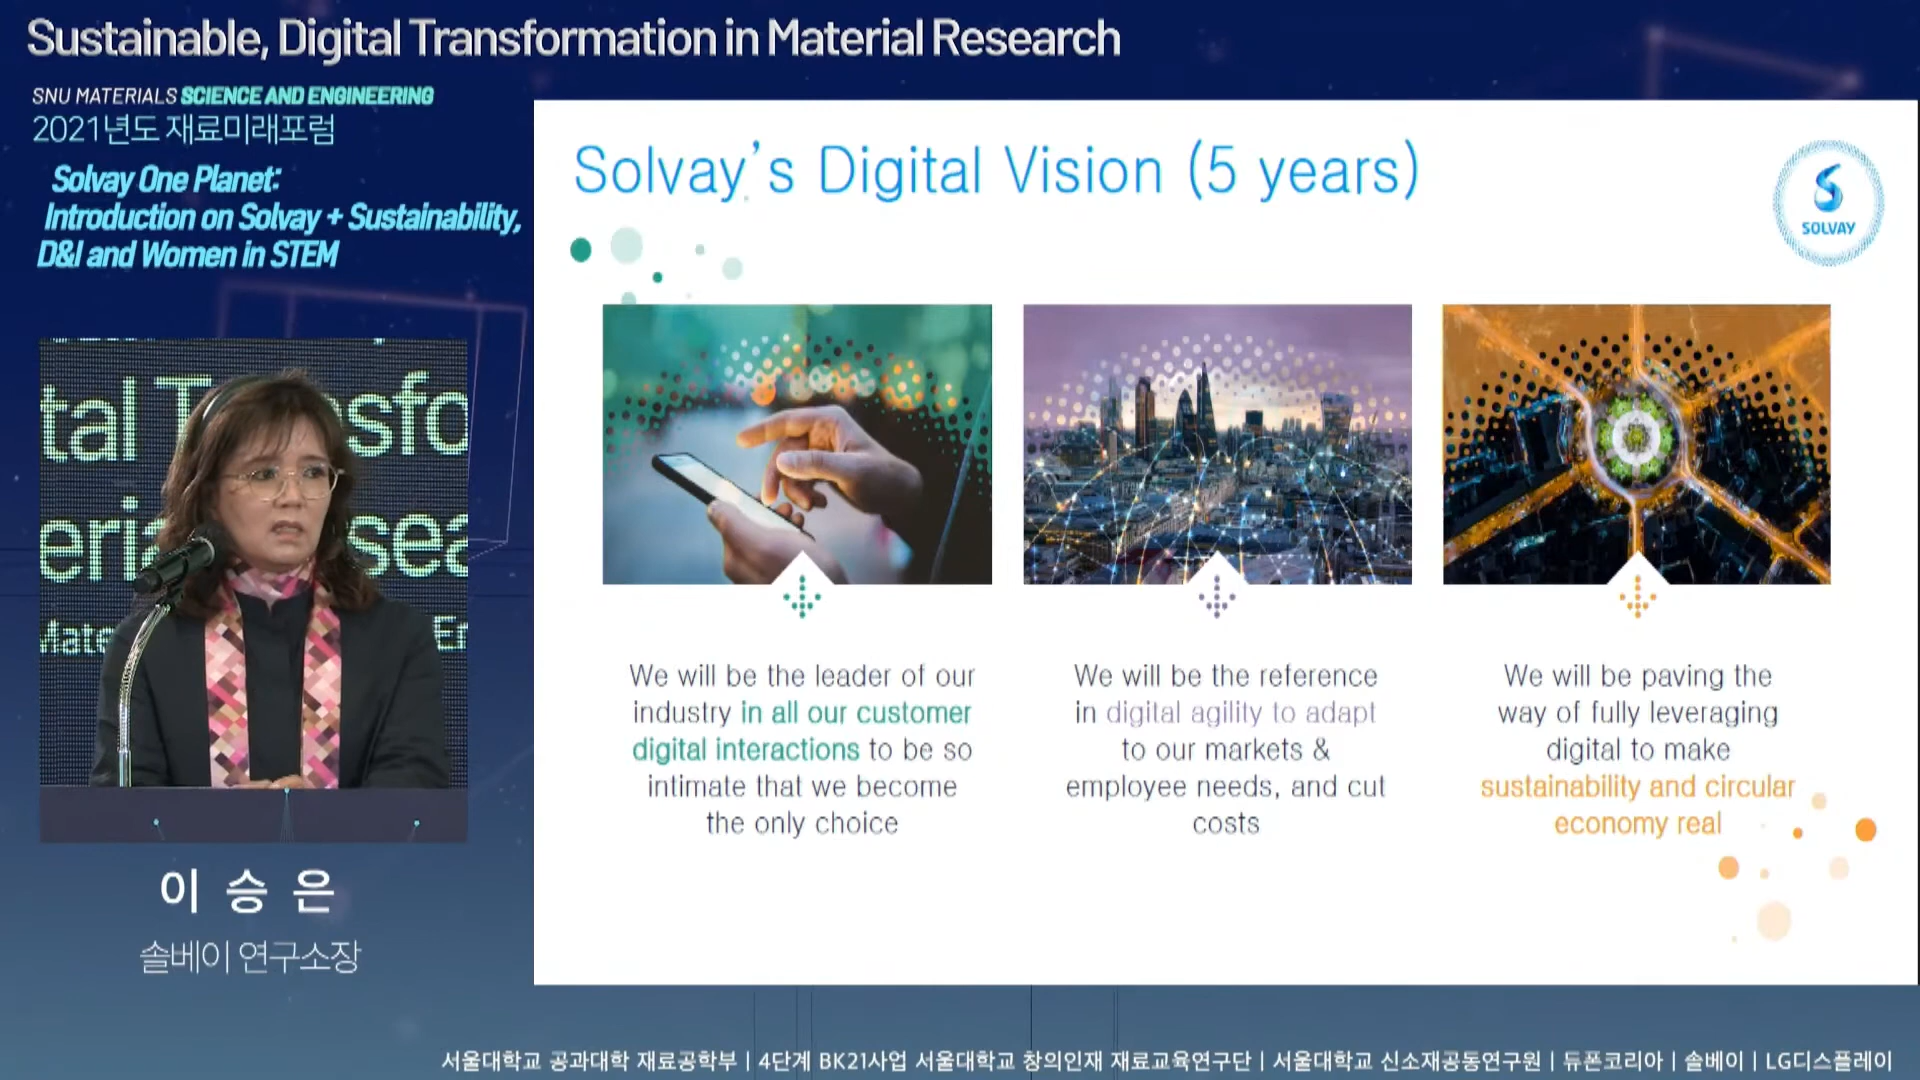 Sustainable, Digital Transformation in Material Research
SNU MATERIALS SCIENCE AND ENGINEERING
2021년도 재료미래포럼
Solvay One Planet:
Introduction on Solvay + Sustainability,
D&I and Women in STEM
Solvay's Digital Vision (5 years)
SOLVAY
tal Transfo
erial Resea
Mate
En
We will be the leader of our
industry in all our customer
digital interactions to be so
intimate that we become
the only choice
We will be the reference
in digital agility to adapt
to our markets &
employee needs, and cut
costs
We will be paving the
way of fully leveraging
digital to make
sustainability and circular
economy real
이 승 은
솔베이 연구소장
서울대학교 공과대학 재료공학부 | 4단계 BK21사업 서울대학교 창의인재 재료교육연구단 | 서울대학교 신소재공동연구원 | 듀폰코리아 | 솔베이 | LG디스플레이